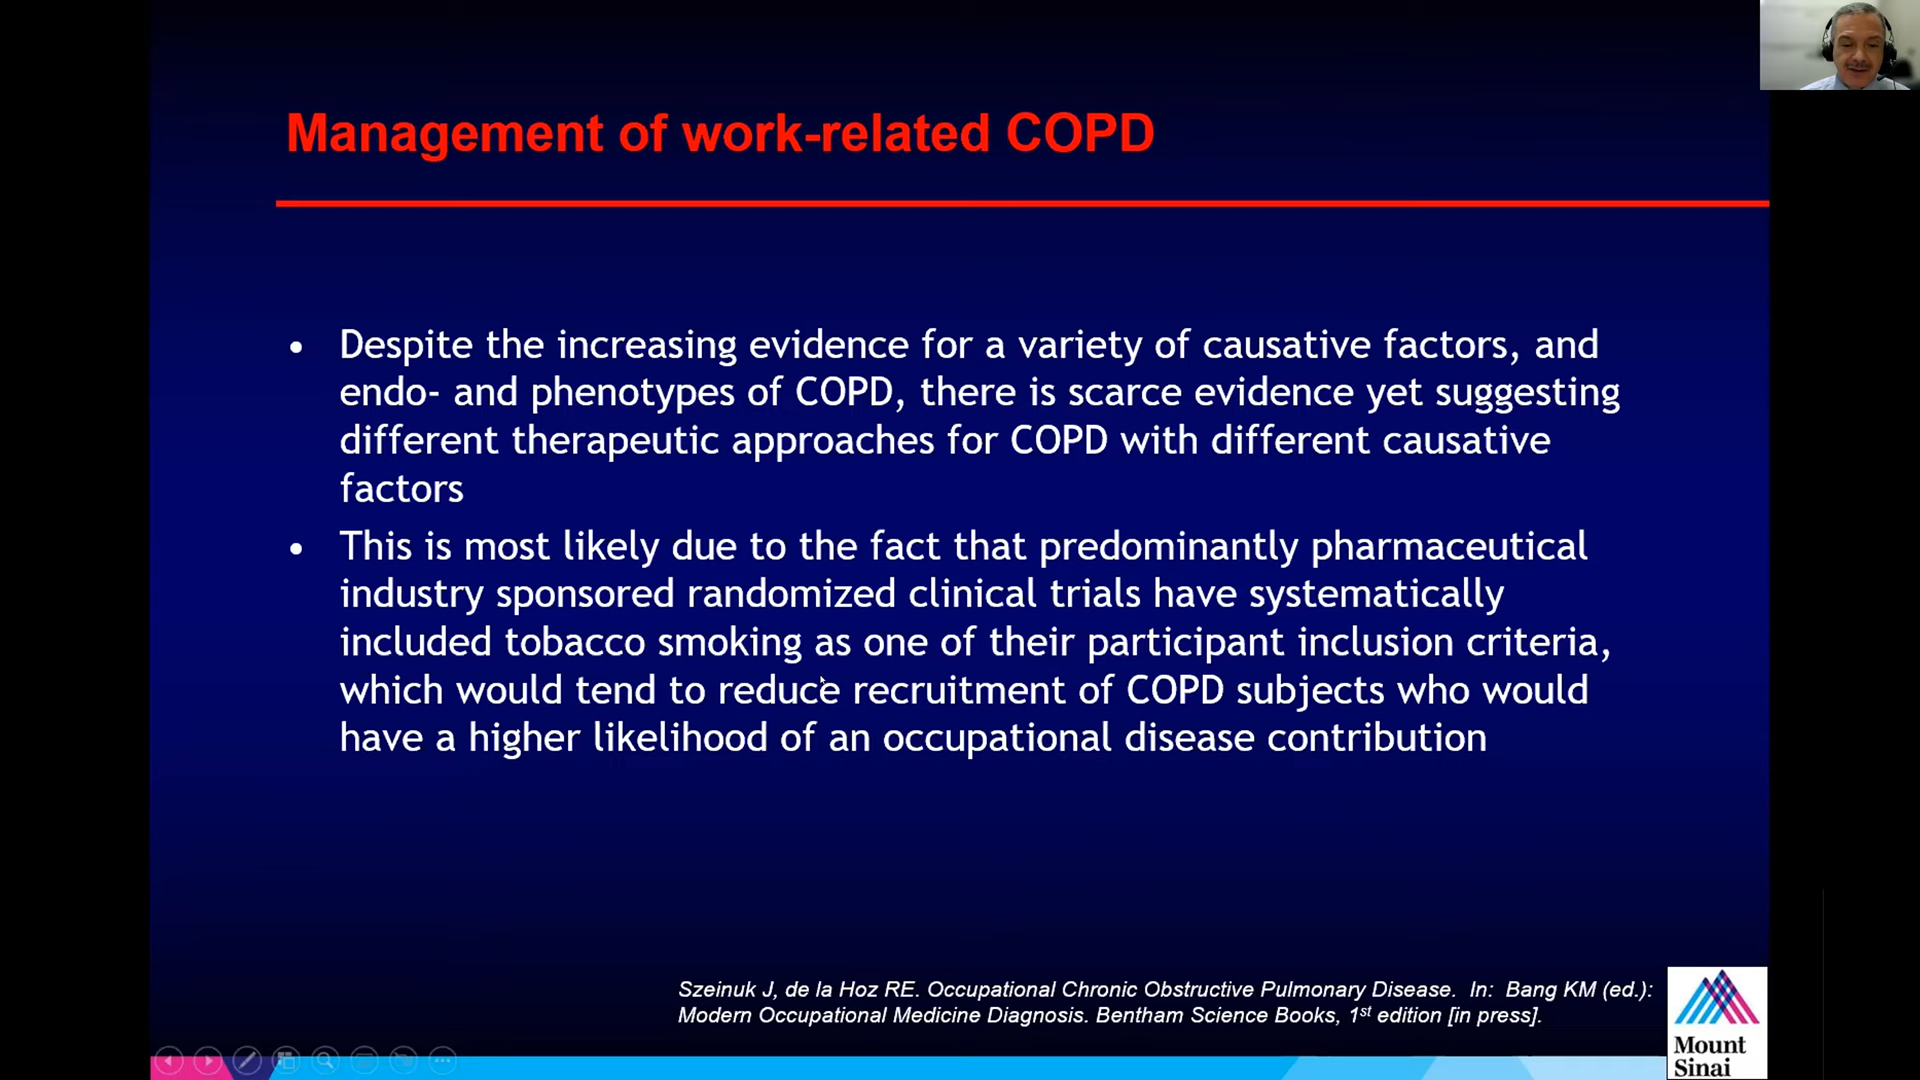 Management of work-related COPD
• Despite the increasing evidence for a variety of causative factors, and
endo- and phenotypes of COPD, there is scarce evidence yet suggesting
different therapeutic approaches for COPD with different causative
factors
• This is most likely due to the fact that predominantly pharmaceutical
industry sponsored randomized clinical trials have systematically
included tobacco smoking as one of their participant inclusion criteria,
which would tend to reduce recruitment of COPD subjects who would
have a higher likelihood of an occupational disease contribution
Szeinuk J, de la Hoz RE. Occupational Chronic Obstructive Pulmonary Disease. In: Bang KM (ed.):
Modern Occupational Medicine Diagnosis. Bentham Science Books, 1st edition [in press].
Mount
Sinai